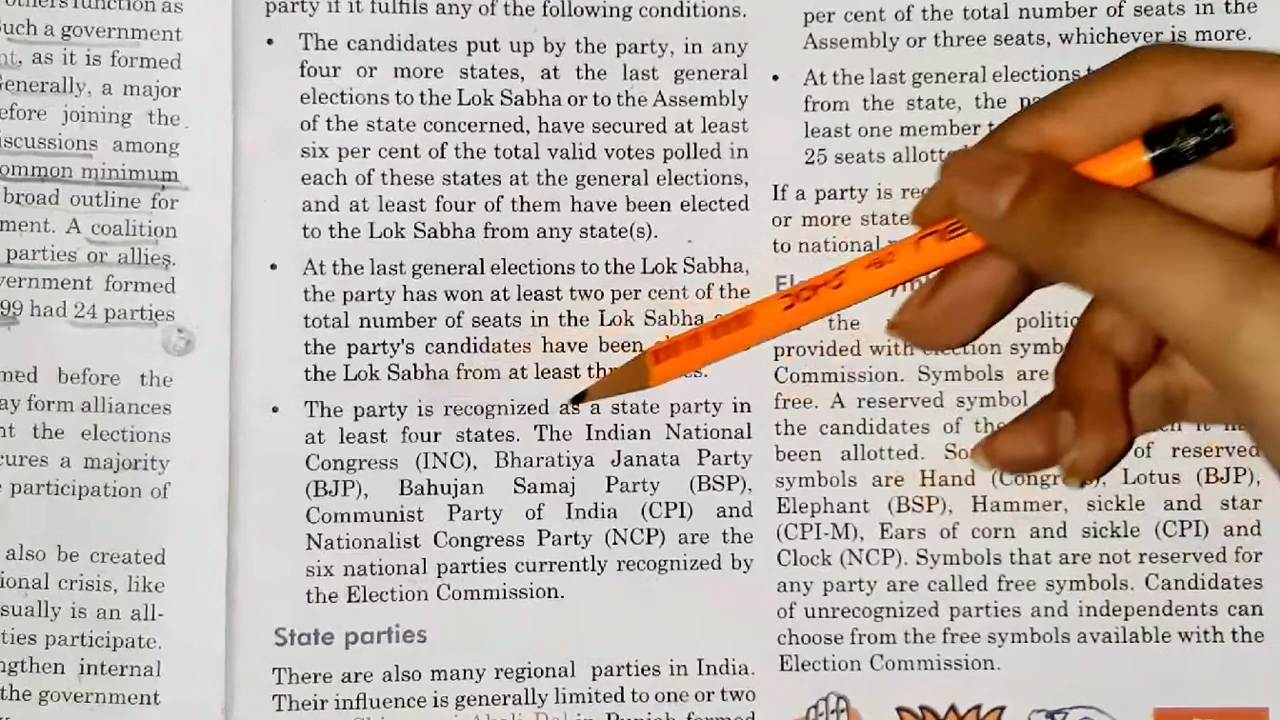 others function as
uch a government
nt, as it is formed
Generally, a major
efore joining the
iscussions among
ommon minimum
broad outline for
ment. A coalition
parties or allies.
vernment formed
99 had 24 parties
med before the
ay form alliances
nt the elections
cures a majority
participation of
also be created
ional crisis, like
sually is an all-
ties participate.
ngthen internal
the government
party if it fulfils any of the following conditions.
• The candidates put up by the party, in any
four or more states, at the last general
elections to the Lok Sabha or to the Assembly
of the state concerned, have secured at least
six per cent of the total valid votes polled in
each of these states at the general elections,
and at least four of them have been elected
to the Lok Sabha from any state(s).
• At the last general elections to the Lok Sabha,
the party has won at least two per cent of the
total number of seats in the Lok Sabha
the party's candidates have been
the Lok Sabha from at least
• The party is recognized as a state party in
at least four states. The Indian National
Congress (INC), Bharatiya Janata Party
(BJP), Bahujan Samaj Party (BSP),
Communist Party of India (CPI) and
Nationalist Congress Party (NCP) are the
six national parties currently recognized by
the Election Commission.
State parties
There are also many regional parties in India.
Their influence is generally limited to one or two
per cent of the total number of seats in the
Assembly or three seats, whichever is more.
• At the last general elections
from the state, the
least one member
25 seats
If a party is
or more
to national
the
provided with election
Commission. Symbols are
free. A reserved symbol
the candidates of the
been allotted. of reserved
symbols are Hand Lotus (BJP),
Elephant (BSP), Hammer, sickle and star
(CPI-M), Ears of corn and sickle (CPI) and
Clock (NCP). Symbols that are not reserved for
any party are called free symbols. Candidates
of unrecognized parties and independents can
choose from the free symbols available with the
Election Commission.